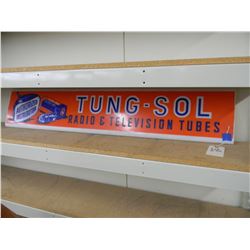 TUNG-SOL
RADIO & TELEVISION TUBES